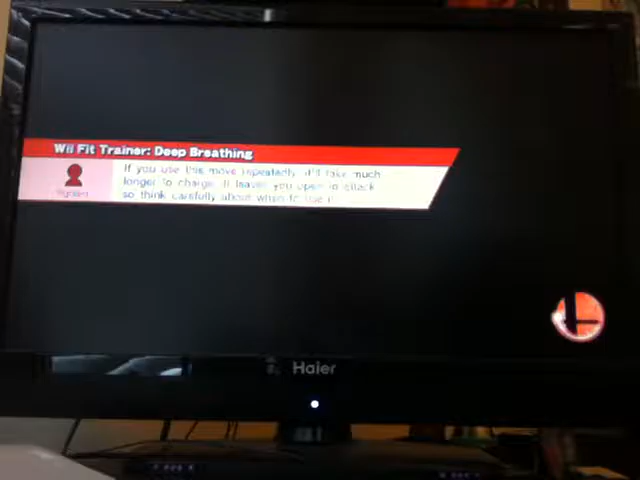 Wii Fit Trainer: Deep Breathing
If you use this move repeatedly, it'll take much
longer to charge. It leaves you open to attack
so think carefully about when to use it
Haier